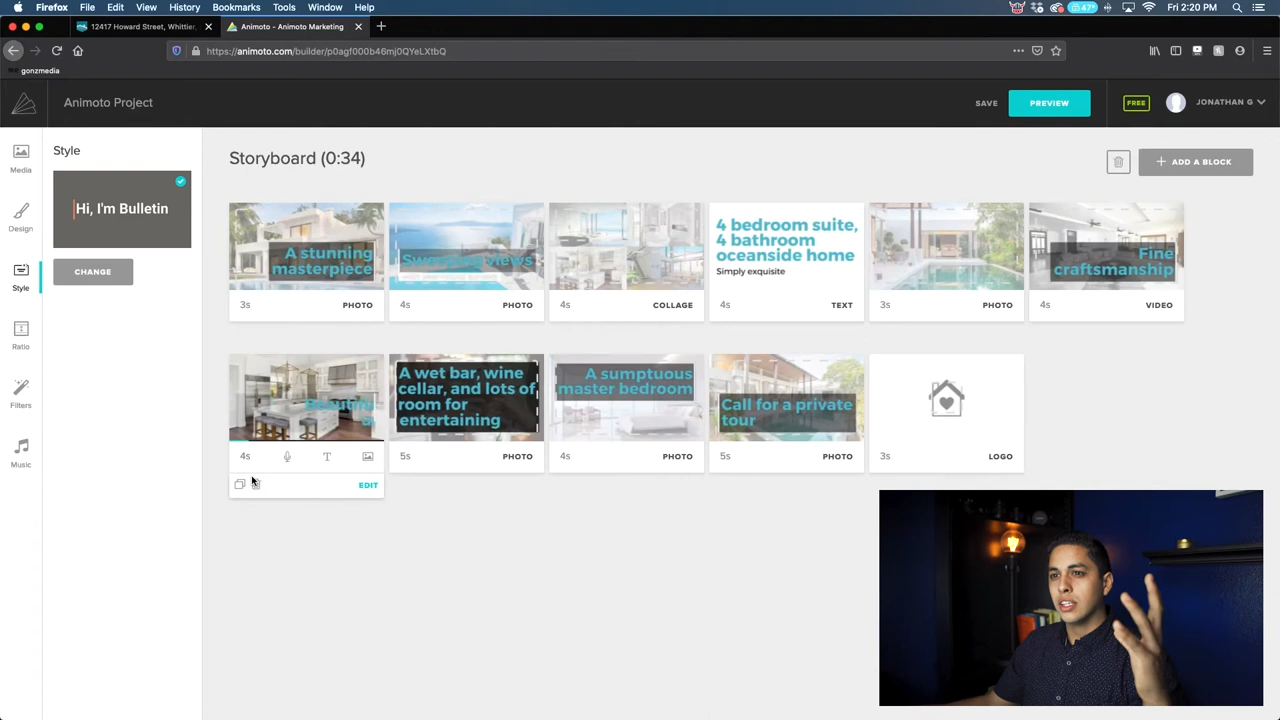 Firefox File Edit View History Bookmarks Tools Window Help
47° Fri 2:20 PM
12417 Howard Street, Whittier,
Animoto - Animoto Marketing
https://animoto.com/builder/p0agf000b46mj0QYeLXtbQ
gonzmedia
Animoto Project
SAVE
PREVIEW
FREE
JONATHAN G
Media
Design
Style
Ratio
Filters
Music
Style
Hi, I'm Bulletin
CHANGE
Storyboard (0:34)
+ ADD A BLOCK
A stunning
masterpiece
3s PHOTO
Sweeping views
4s PHOTO
4s COLLAGE
4 bedroom suite,
4 bathroom
oceanside home
Simply exquisite
4s TEXT
3s PHOTO
Fine
craftsmanship
4s VIDEO
4s T
EDIT
A wet bar, wine
cellar, and lots of
room for
entertaining
5s PHOTO
A sumptuous
master bedroom
4s PHOTO
Call for a private
tour
5s PHOTO
3s LOGO